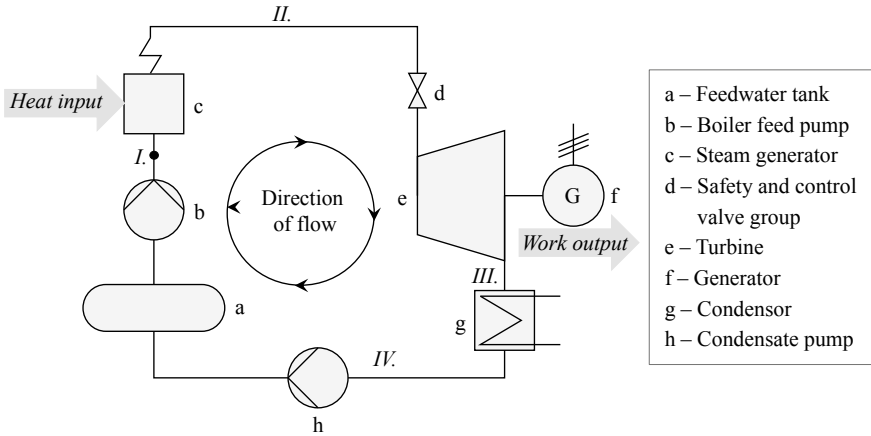 II.
Heat input
c
d
I.
b
Direction
of flow
e
G
f
Work output
a
III.
g
IV.
h
a – Feedwater tank
b – Boiler feed pump
c – Steam generator
d – Safety and control
valve group
e – Turbine
f – Generator
g – Condensor
h – Condensate pump